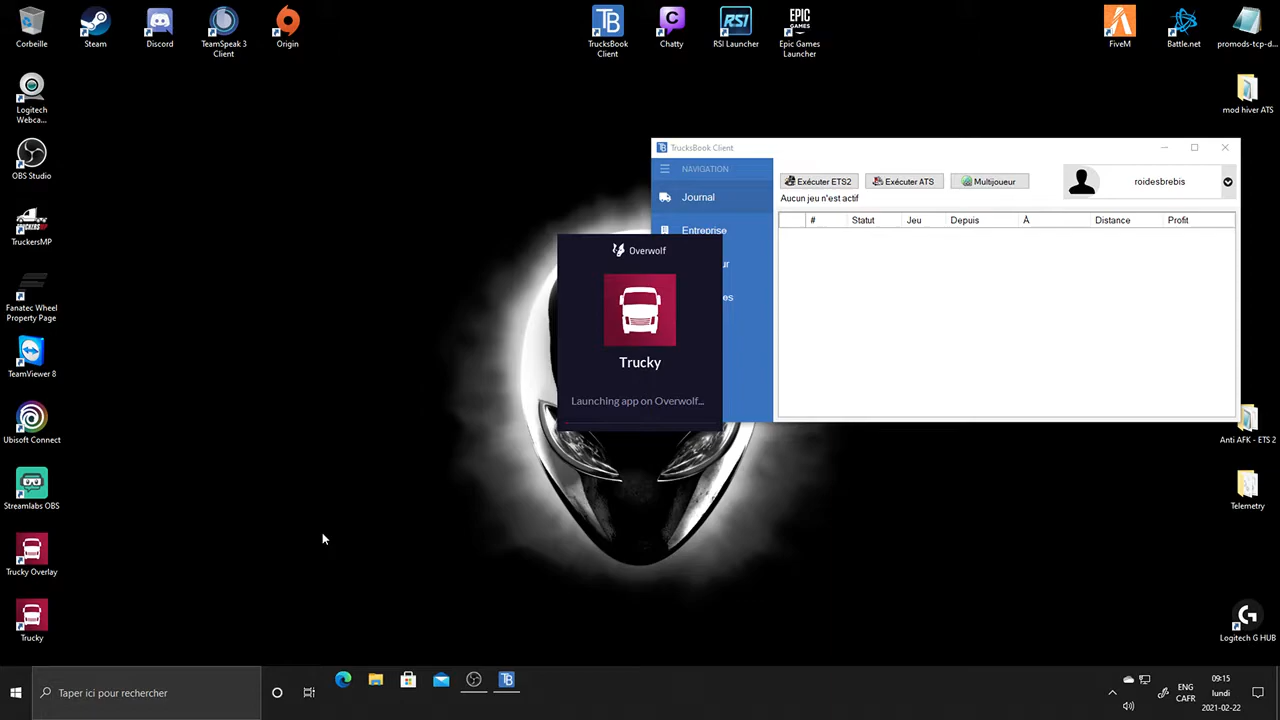 Corbeille
Steam
Discord
TeamSpeak 3
Client
Origin
TrucksBook
Client
Chatty
RSI Launcher
Epic Games
Launcher
FiveM
Battle.net
promods-tcp-d...
Logitech
Webca...
mod hiver ATS
OBS Studio
TruckersMP
Fanatec Wheel
Property Page
TeamViewer 8
Ubisoft Connect
Streamlabs OBS
Trucky Overlay
Trucky
TrucksBook Client
NAVIGATION
Journal
Entreprise
ur
es
Exécuter ETS2
Exécuter ATS
Multijoueur
roidesbrebis
Aucun jeu n'est actif
# Statut Jeu Depuis À Distance Profit
Overwolf
Trucky
Launching app on Overwolf...
Anti AFK - ETS 2
Telemetry
Logitech G HUB
Taper ici pour rechercher
ENG
CAFR
09:15
lundi
2021-02-22